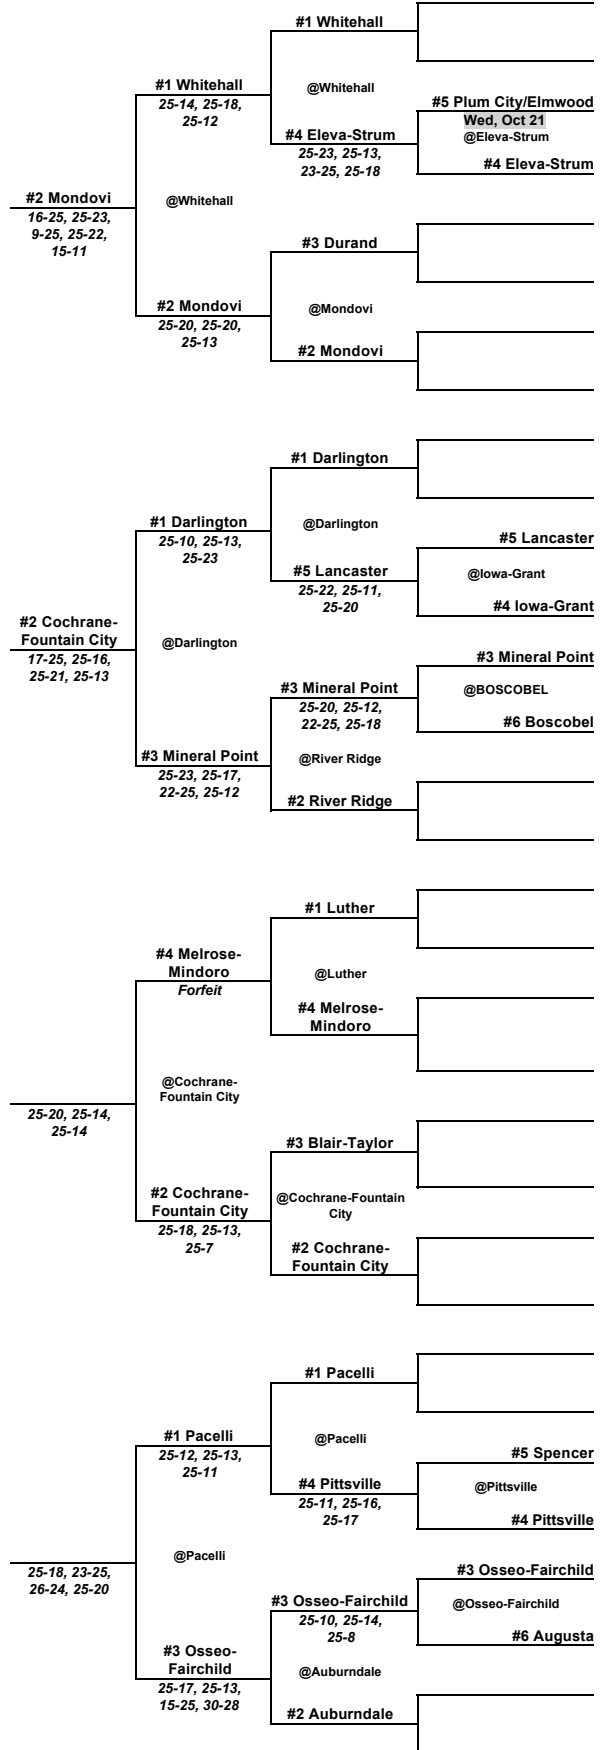 #1 Whitehall
@Whitehall
#1 Whitehall
25-14, 25-18,
25-12
#5 Plum City/Elmwood
Wed, Oct 21
@Eleva-Strum
#4 Eleva-Strum
#4 Eleva-Strum
25-23, 25-13,
23-25, 25-18
#2 Mondovi
16-25, 25-23,
9-25, 25-22,
15-11
@Whitehall
#3 Durand
@Mondovi
#2 Mondovi
25-20, 25-20,
25-13
#2 Mondovi
#1 Darlington
@Darlington
#1 Darlington
25-10, 25-13,
25-23
#5 Lancaster
@Iowa-Grant
#4 Iowa-Grant
#5 Lancaster
25-22, 25-11,
25-20
#2 Cochrane-
Fountain City
17-25, 25-16,
25-21, 25-13
@Darlington
#3 Mineral Point
@BOSCOBEL
#6 Boscobel
#3 Mineral Point
25-20, 25-12,
22-25, 25-18
@River Ridge
#3 Mineral Point
25-23, 25-17,
22-25, 25-12
#2 River Ridge
#1 Luther
@Luther
#4 Melrose-
Mindoro
Forfeit
#4 Melrose-
Mindoro
@Cochrane-
Fountain City
25-20, 25-14,
25-14
#3 Blair-Taylor
@Cochrane-Fountain
City
#2 Cochrane-
Fountain City
25-18, 25-13,
25-7
#2 Cochrane-
Fountain City
#1 Pacelli
@Pacelli
#1 Pacelli
25-12, 25-13,
25-11
#5 Spencer
@Pittsville
#4 Pittsville
#4 Pittsville
25-11, 25-16,
25-17
@Pacelli
25-18, 23-25,
26-24, 25-20
#3 Osseo-Fairchild
@Osseo-Fairchild
#6 Augusta
#3 Osseo-Fairchild
25-10, 25-14,
25-8
@Auburndale
#3 Osseo-
Fairchild
25-17, 25-13,
15-25, 30-28
#2 Auburndale